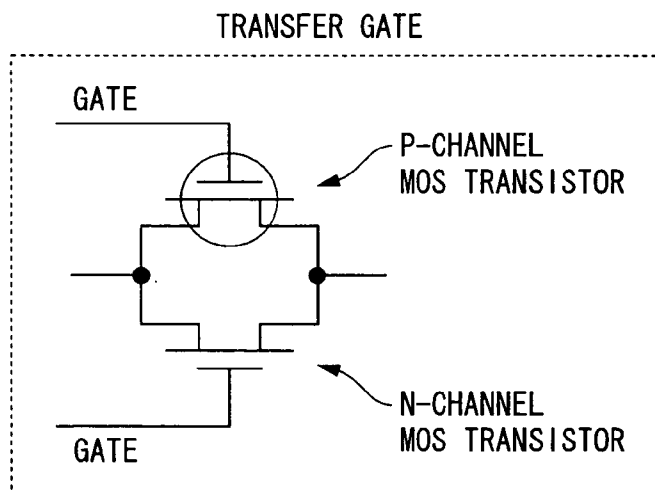 TRANSFER GATE
GATE
P-CHANNEL
MOS TRANSISTOR
N-CHANNEL
MOS TRANSISTOR
GATE